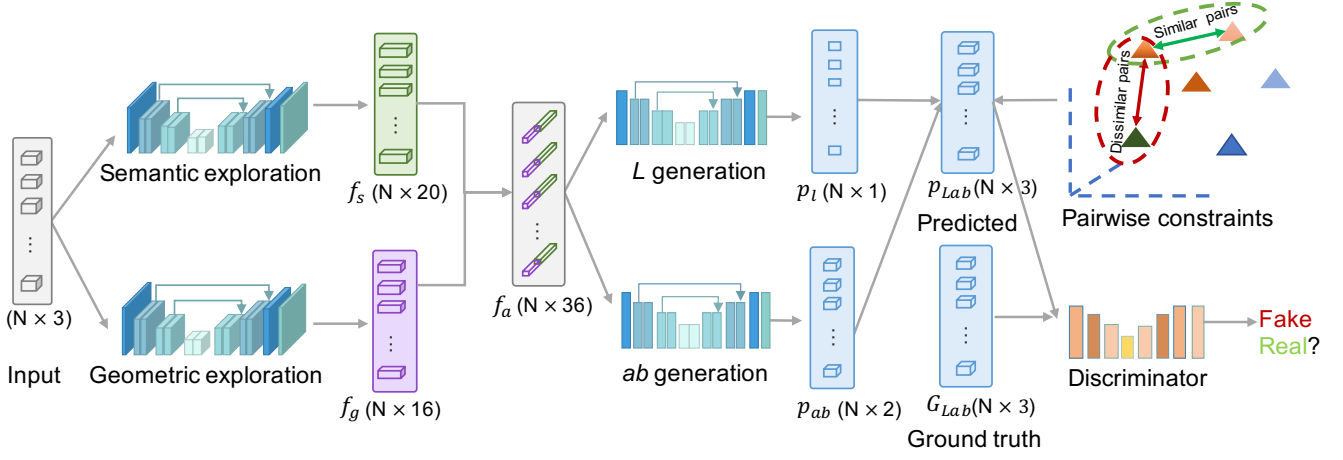 Similar pairs
Dissimilar pairs
Semantic exploration
L generation
(N × 3)
Input
Geometric exploration
f_s (N × 20)
f_g (N × 16)
f_a (N × 36)
ab generation
p_l (N × 1)
p_ab (N × 2)
p_Lab(N × 3)
Predicted
G_Lab(N × 3)
Ground truth
Pairwise constraints
Discriminator
Fake
Real?